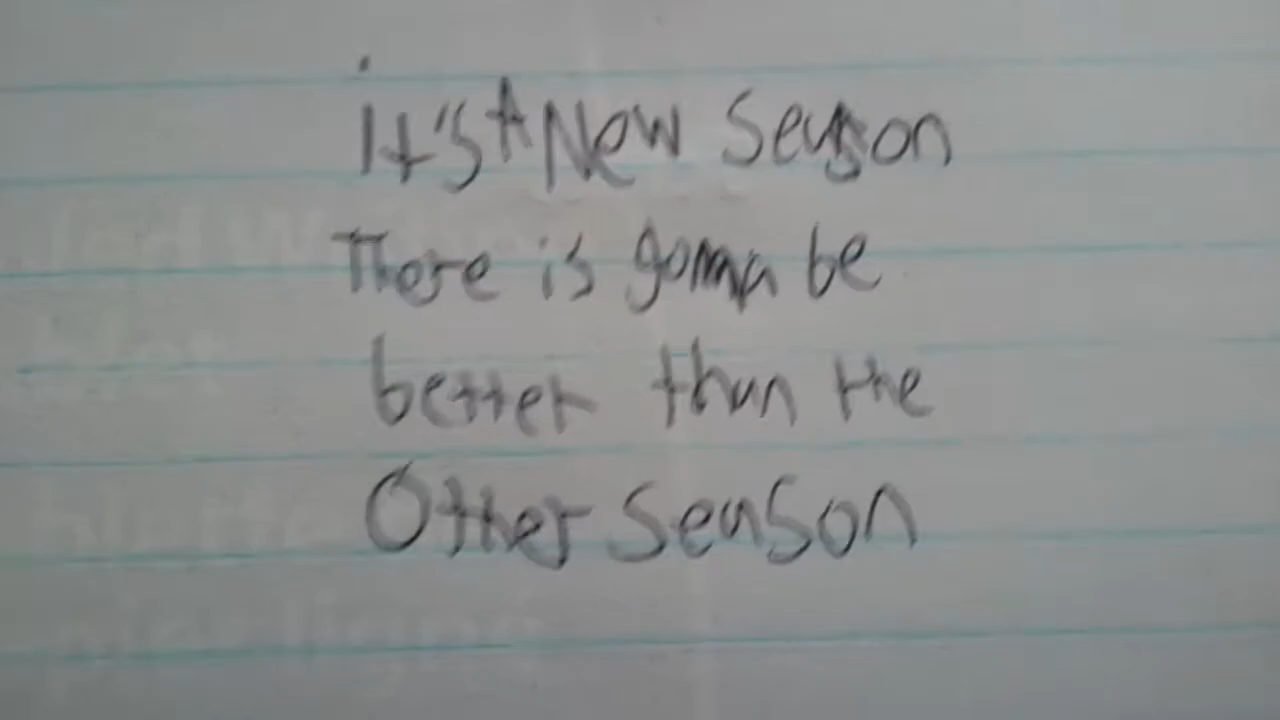 it's A New Season
There is gonna be
better than the
Other season